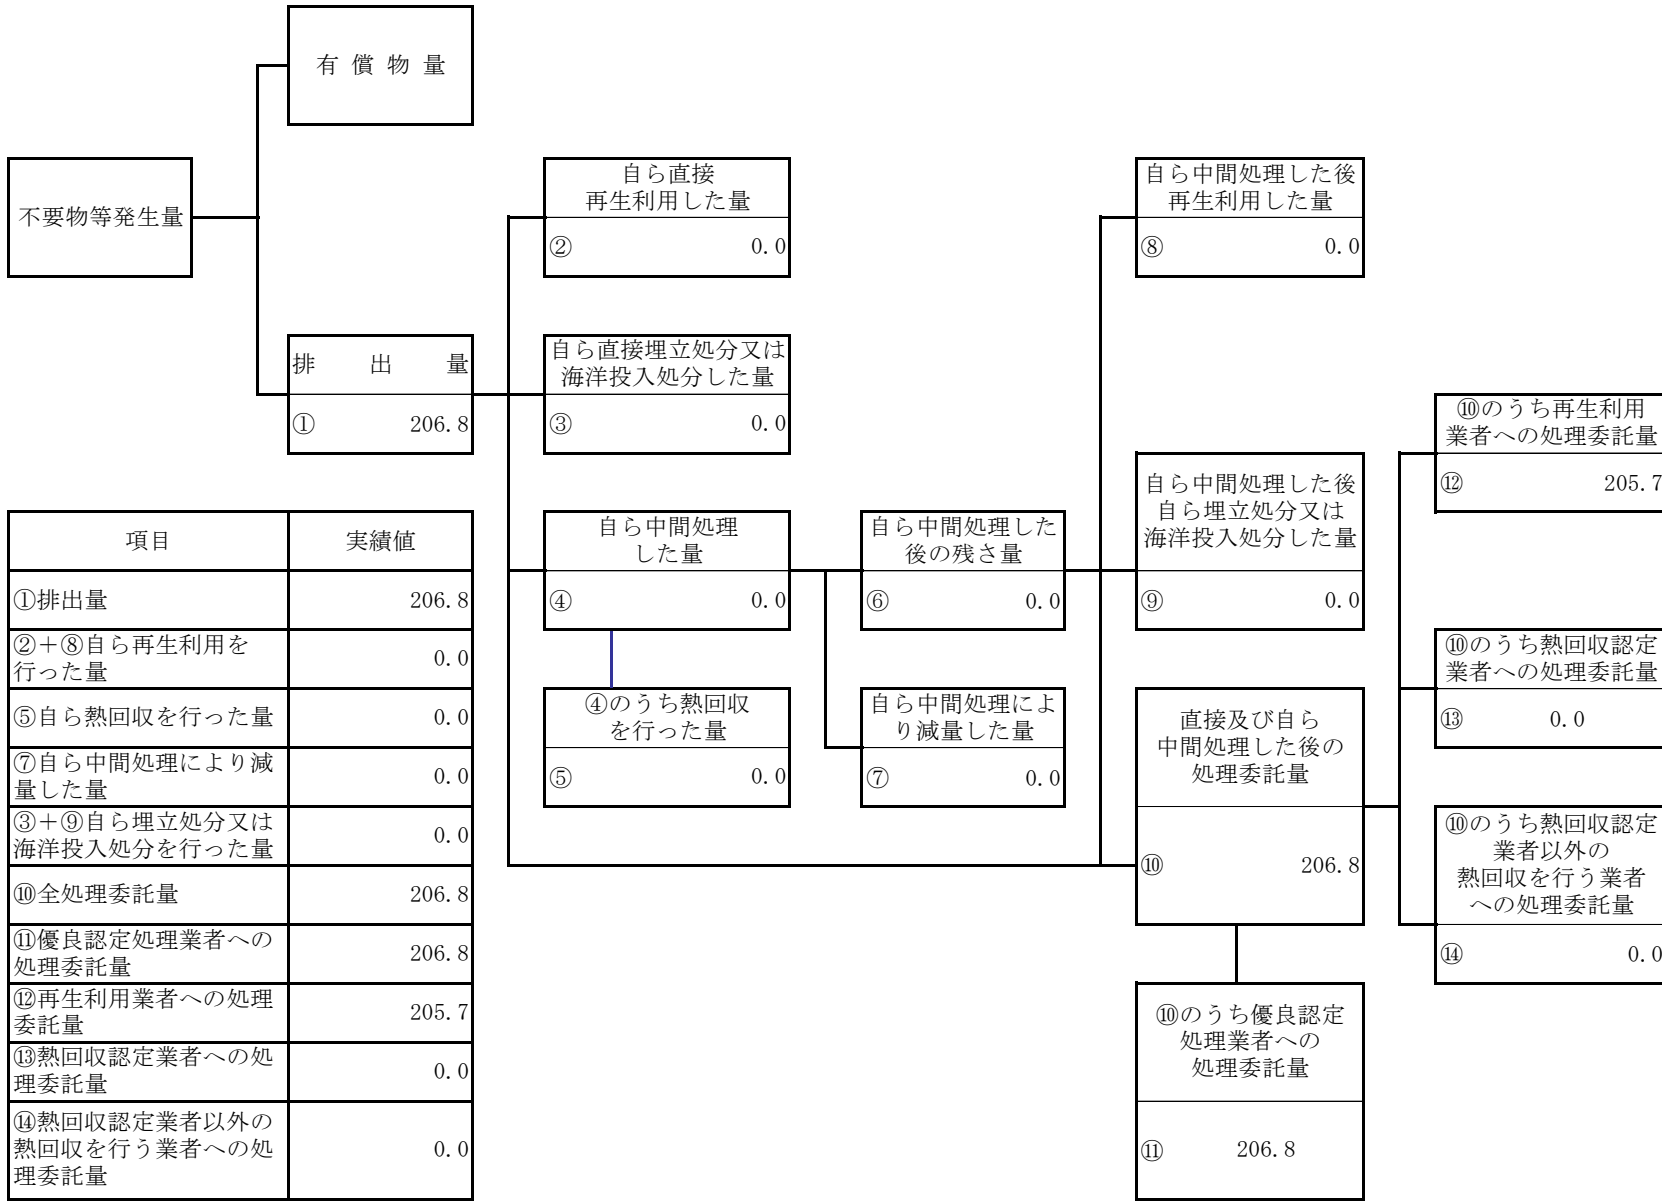 有償物量
不要物等発生量
自ら直接
再生利用した量
② 0.0
自ら中間処理した後
再生利用した量
⑧ 0.0
排出量
① 206.8
自ら直接埋立処分又は
海洋投入処分した量
③ 0.0
⑩のうち再生利用
業者への処理委託量
⑫ 205.7
自ら中間処理した後
自ら埋立処分又は
海洋投入処分した量
⑨ 0.0
自ら中間処理
した量
④ 0.0
自ら中間処理した
後の残さ量
⑥ 0.0
⑩のうち熱回収認定
業者への処理委託量
⑬ 0.0
④のうち熱回収
を行った量
⑤ 0.0
自ら中間処理によ
り減量した量
⑦ 0.0
直接及び自ら
中間処理した後の
処理委託量
⑩ 206.8
⑩のうち熱回収認定
業者以外の
熱回収を行う業者
への処理委託量
⑭ 0.0
⑩のうち優良認定
処理業者への
処理委託量
⑪ 206.8
項目 実績値
①排出量 206.8
②＋⑧自ら再生利用を
行った量 0.0
⑤自ら熱回収を行った量 0.0
⑦自ら中間処理により減
量した量 0.0
③＋⑨自ら埋立処分又は
海洋投入処分を行った量 0.0
⑩全処理委託量 206.8
⑪優良認定処理業者への
処理委託量 206.8
⑫再生利用業者への処理
委託量 205.7
⑬熱回収認定業者への処
理委託量 0.0
⑭熱回収認定業者以外の
熱回収を行う業者への処
理委託量 0.0